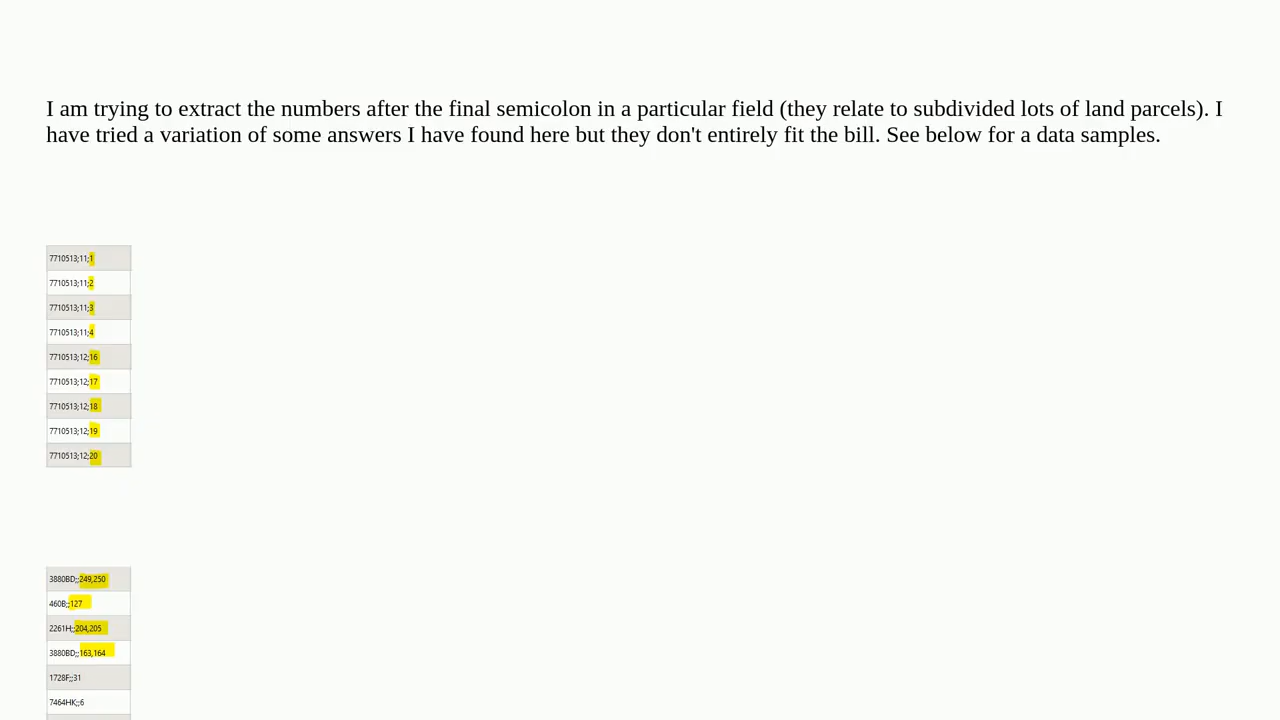 I am trying to extract the numbers after the final semicolon in a particular field (they relate to subdivided lots of land parcels). I
have tried a variation of some answers I have found here but they don't entirely fit the bill. See below for a data samples.
7710513;11;1
7710513;11;2
7710513;11;3
7710513;11;4
7710513;12;16
7710513;12;17
7710513;12;18
7710513;12;19
7710513;12;20
3880BD;;249,250
460B;;127
2261H;;204,205
3880BD;;163,164
1728F;;31
7464HK;;6